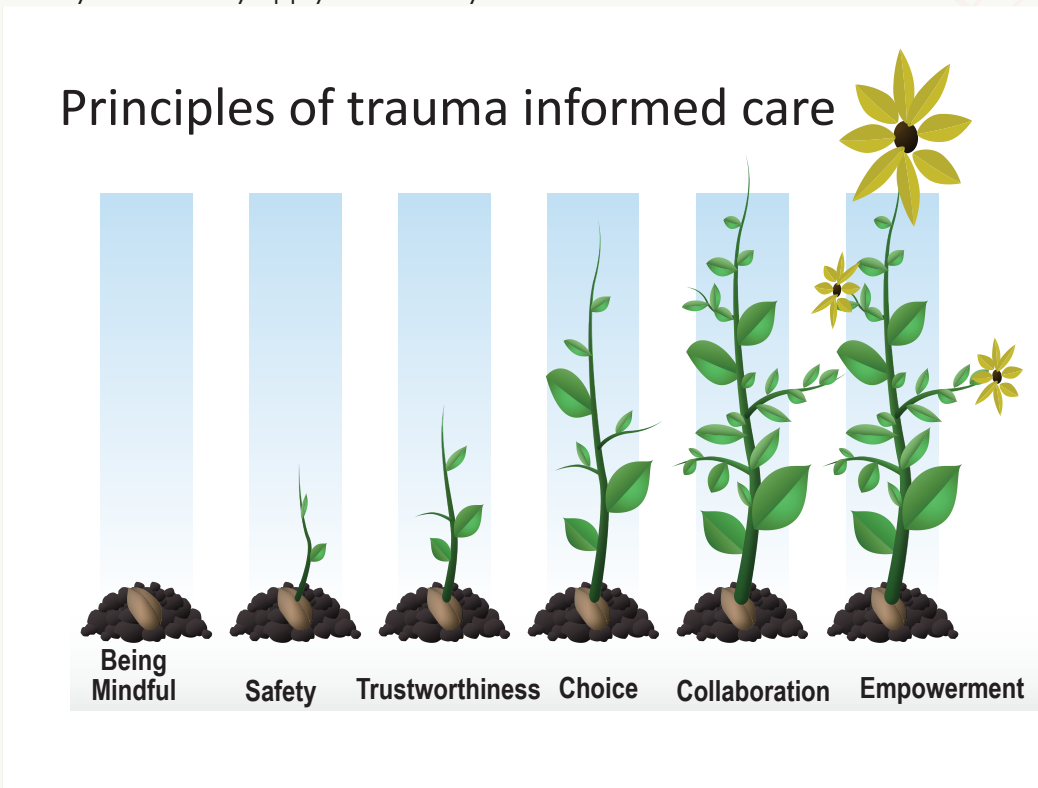 Principles of trauma informed care
Being
Mindful
Safety
Trustworthiness
Choice
Collaboration
Empowerment